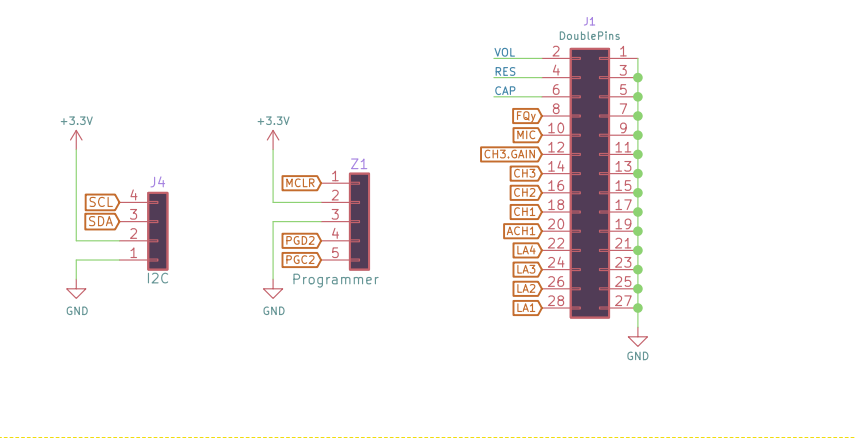 J1
DoublePins
VOL 2 1
RES 4 3
CAP 6 5
FQy 8 7
MIC 10 9
CH3.GAIN 12 11
CH3 14 13
CH2 16 15
CH1 18 17
ACH1 20 19
LA4 22 21
LA3 24 23
LA2 26 25
LA1 28 27
GND
+3.3V
J4
SCL 4
SDA 3
2
1
I2C
GND
+3.3V
Z1
MCLR 1
2
3
PGD2 4
PGC2 5
Programmer
GND